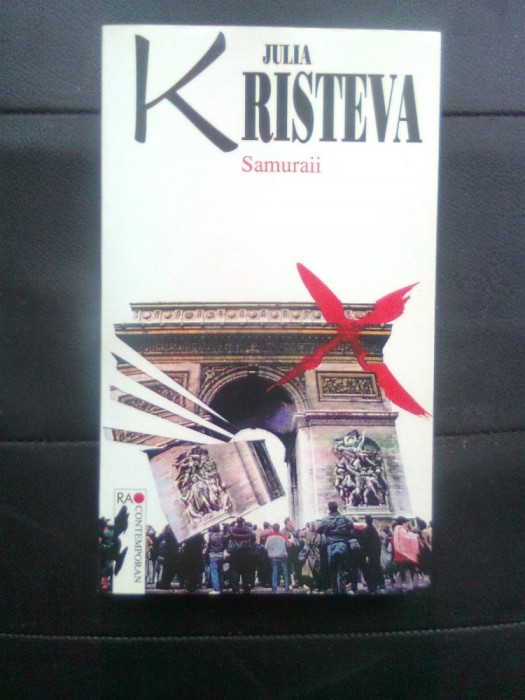 JULIA
KRISTEVA
Samuraii
RAO
CONTEMPORAN